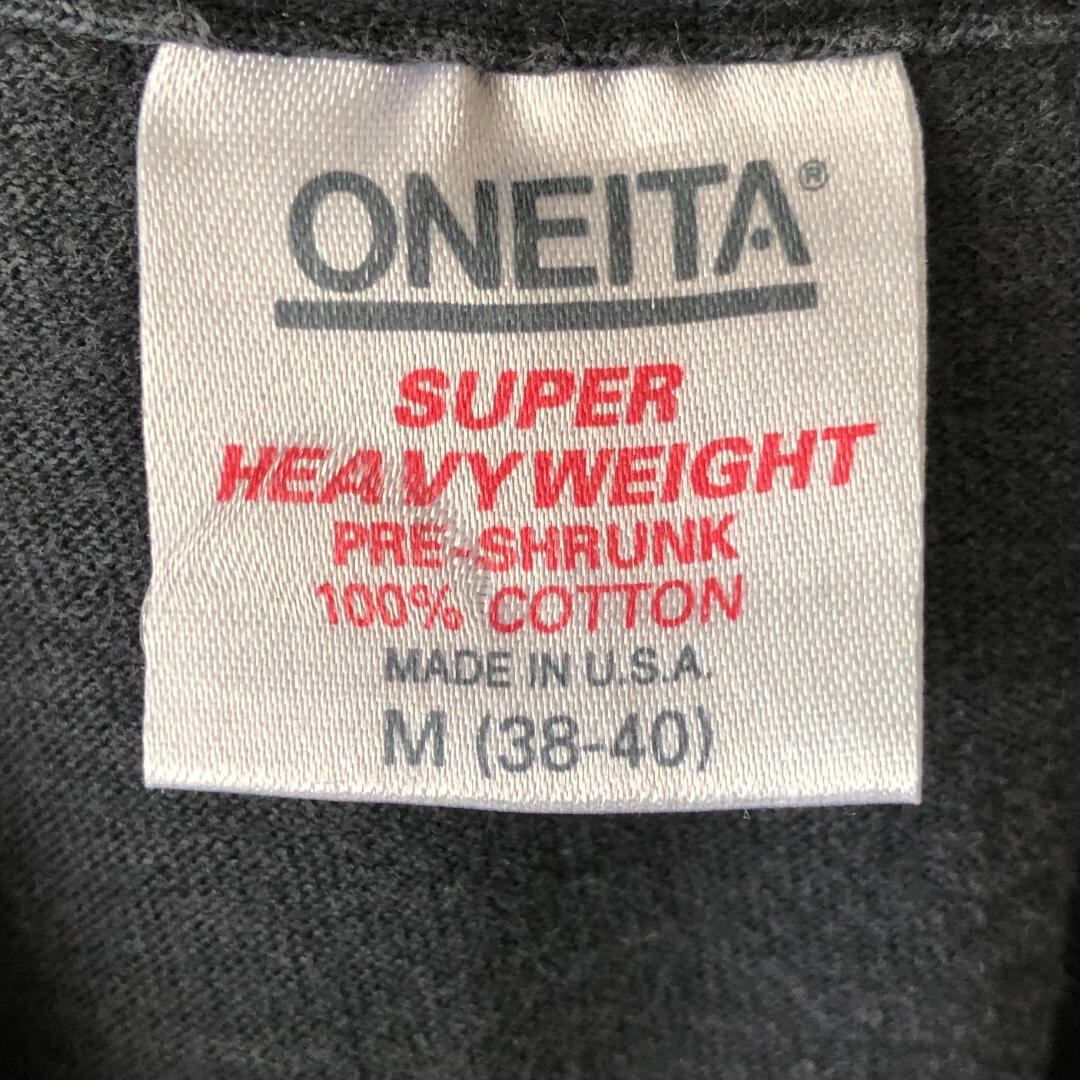 ONEITA®
SUPER
HEAVYWEIGHT
PRE-SHRUNK
100% COTTON
MADE IN U.S.A.
M (38-40)